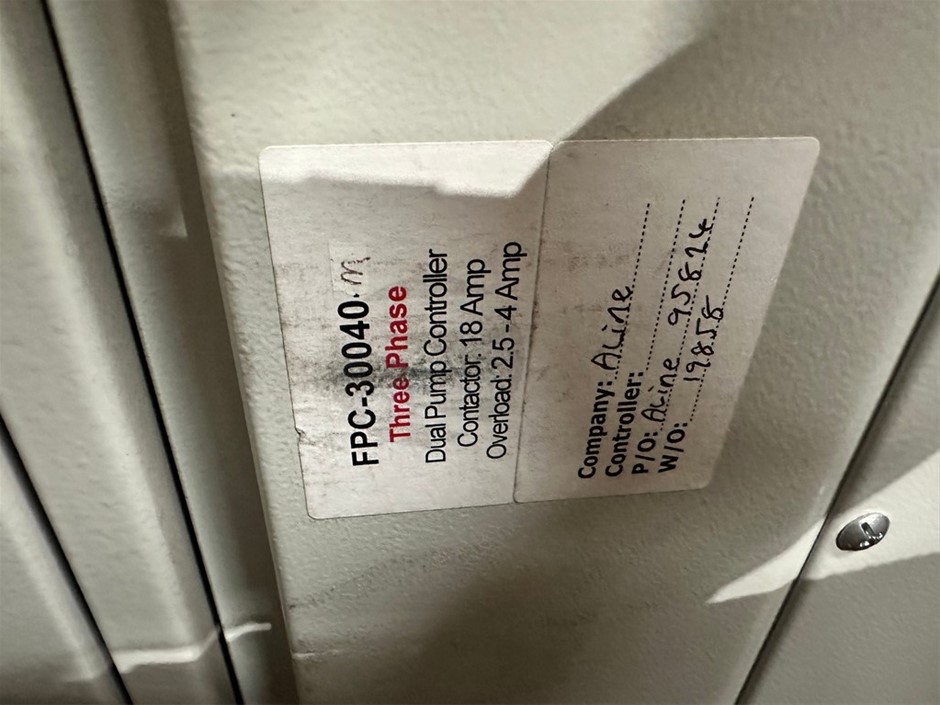 FPC-30040.m
Three Phase
Dual Pump Controller
Contactor: 18 Amp
Overload: 2.5 - 4 Amp
Company: ALine
Controller:
P/O: ALine 95824
W/O: 19858